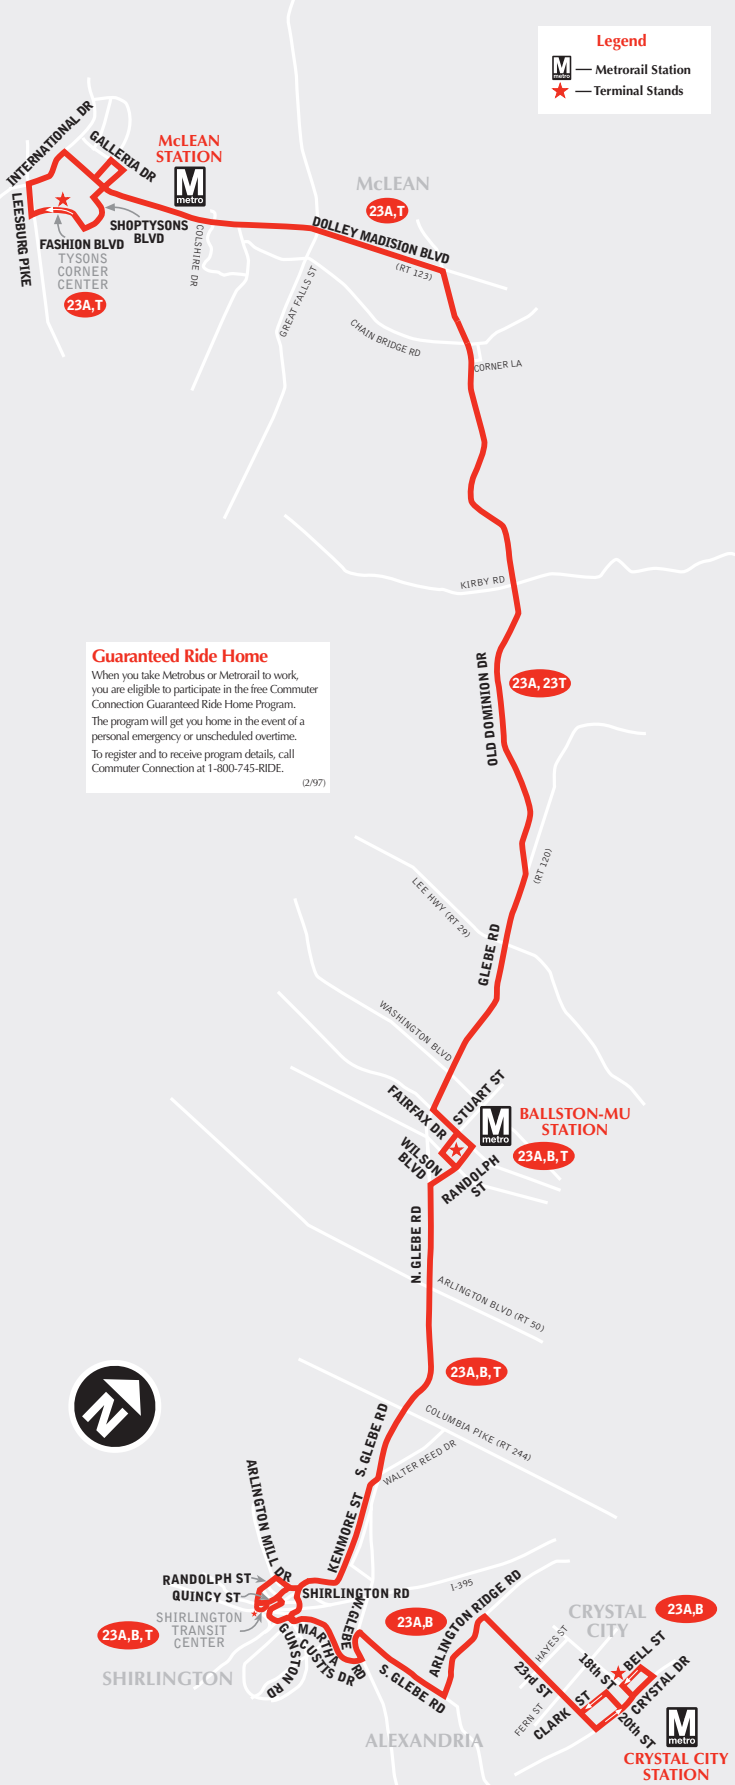 Legend
M
metro
Metrorail Station
Terminal Stands
INTERNATIONAL DR
GALLERIA DR
McLEAN
STATION
M
metro
McLEAN
23A,T
LEESBURG PIKE
SHOPTYSONS
BLVD
FASHION BLVD
TYSONS
CORNER
CENTER
23A,T
COLSHIRE DR
DOLLEY MADISION BLVD
(RT 123)
GREAT FALLS ST
CHAIN BRIDGE RD
CORNER LA
KIRBY RD
Guaranteed Ride Home
When you take Metrobus or Metrorail to work,
you are eligible to participate in the free Commuter
Connection Guaranteed Ride Home Program.
The program will get you home in the event of a
personal emergency or unscheduled overtime.
To register and to receive program details, call
Commuter Connection at 1-800-745-RIDE.
(2/97)
OLD DOMINION DR
23A, 23T
(RT 120)
LEE HWY (RT 29)
GLEBE RD
WASHINGTON BLVD
STUART ST
FAIRFAX DR
M
metro
BALLSTON-MU
STATION
23A,B,T
WILSON
BLVD
RANDOLPH
ST
N. GLEBE RD
ARLINGTON BLVD (RT 50)
23A,B,T
N
S. GLEBE RD
COLUMBIA PIKE (RT 244)
WALTER REED DR
ARLINGTON MILL DR
KENMORE ST
RANDOLPH ST
QUINCY ST
SHIRLINGTON RD
I-395
SHIRLINGTON
TRANSIT
CENTER
23A,B,T
SHIRLINGTON
GUNSTON RD
MARTHA
CUSTIS DR
W. GLEBE
RD
23A,B
S. GLEBE RD
ARLINGTON RIDGE RD
ALEXANDRIA
CRYSTAL
CITY
23A,B
HAYES ST
23rd ST
FERN ST
18th ST
BELL ST
CLARK ST
CRYSTAL DR
20th ST
M
metro
CRYSTAL CITY
STATION